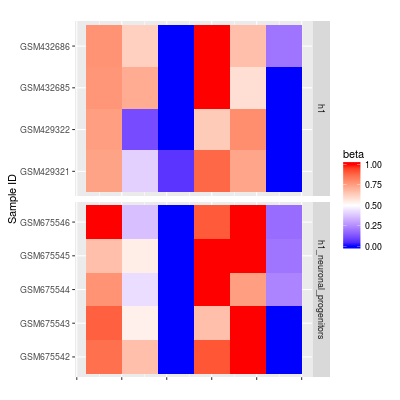 GSM432686
GSM432685
GSM429322
GSM429321
h1
GSM675546
GSM675545
GSM675544
GSM675543
GSM675542
h1_neuronal_progenitors
Sample ID
beta
1.00
0.75
0.50
0.25
0.00